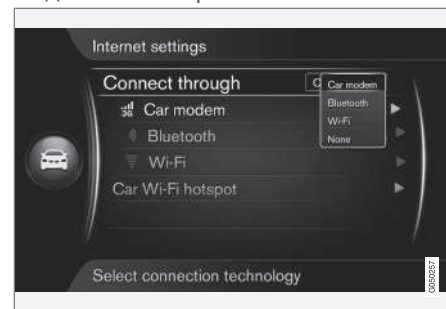 Internet settings
Connect through
Car modem
Bluetooth
Wi-Fi
None
3G Car modem
Bluetooth
Wi-Fi
Car Wi-Fi hotspot
Select connection technology
G050257